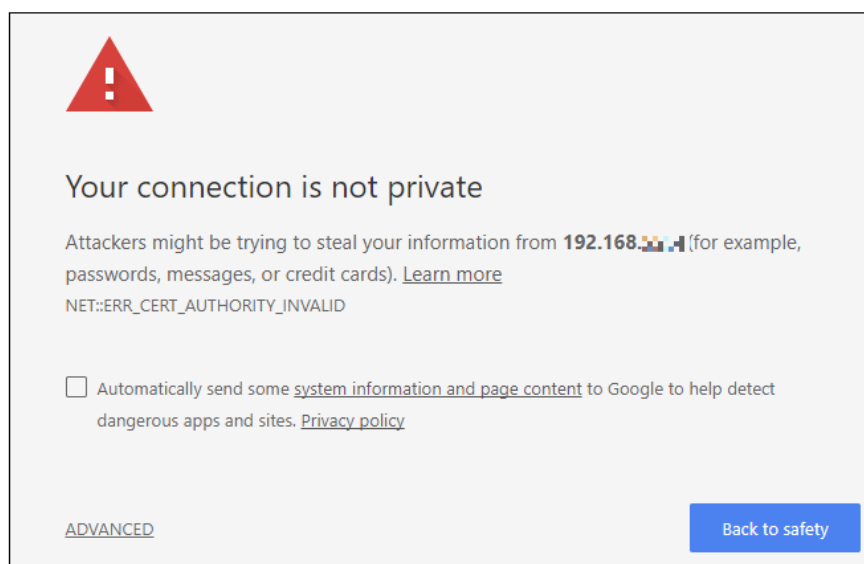 Your connection is not private
Attackers might be trying to steal your information from 192.168. (for example,
passwords, messages, or credit cards). Learn more
NET::ERR_CERT_AUTHORITY_INVALID
Automatically send some system information and page content to Google to help detect
dangerous apps and sites. Privacy policy
ADVANCED
Back to safety